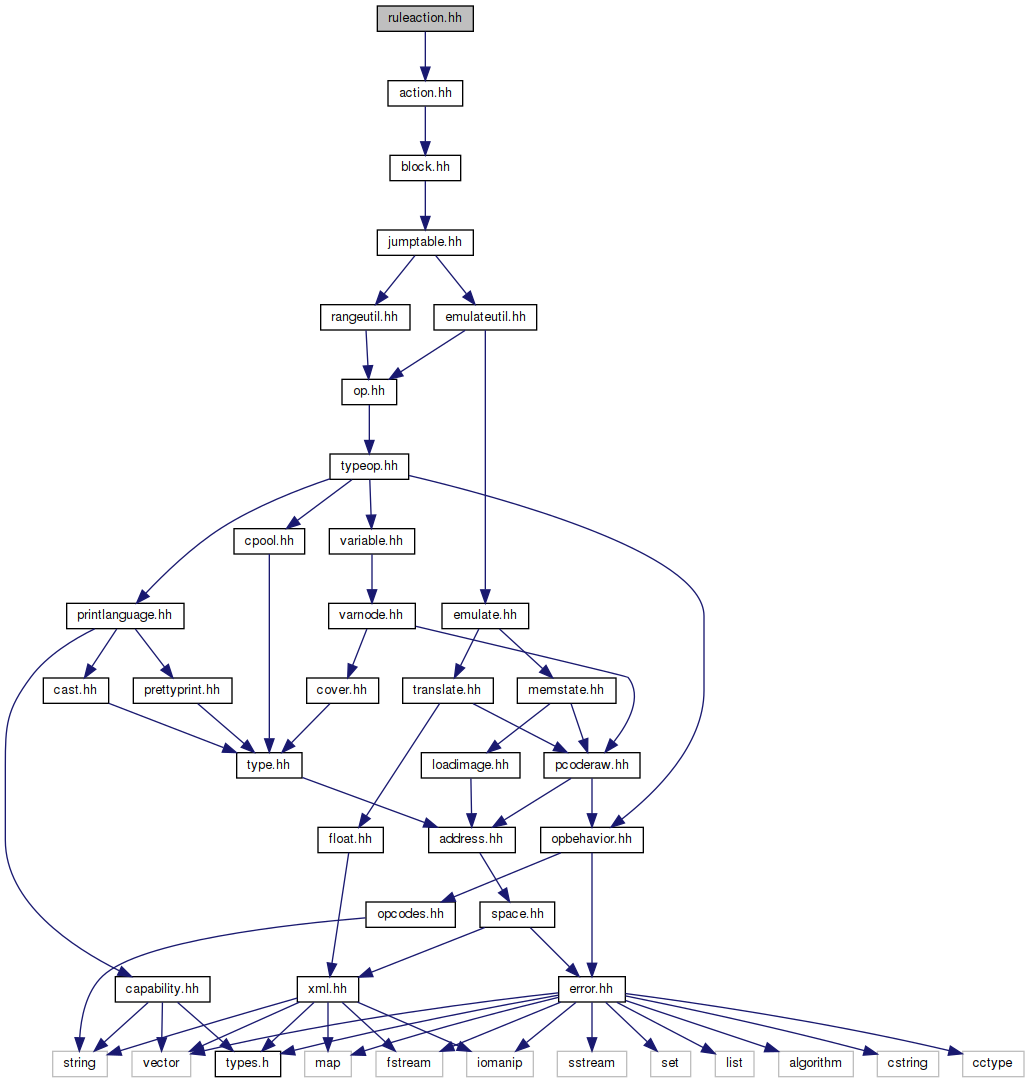 ruleaction.hh
action.hh
block.hh
jumptable.hh
rangeutil.hh
emulateutil.hh
op.hh
typeop.hh
cpool.hh
variable.hh
printlanguage.hh
varnode.hh
emulate.hh
cast.hh
prettyprint.hh
cover.hh
translate.hh
memstate.hh
type.hh
loadimage.hh
pcoderaw.hh
float.hh
address.hh
opbehavior.hh
opcodes.hh
space.hh
capability.hh
xml.hh
error.hh
string
vector
types.h
map
fstream
iomanip
sstream
set
list
algorithm
cstring
cctype